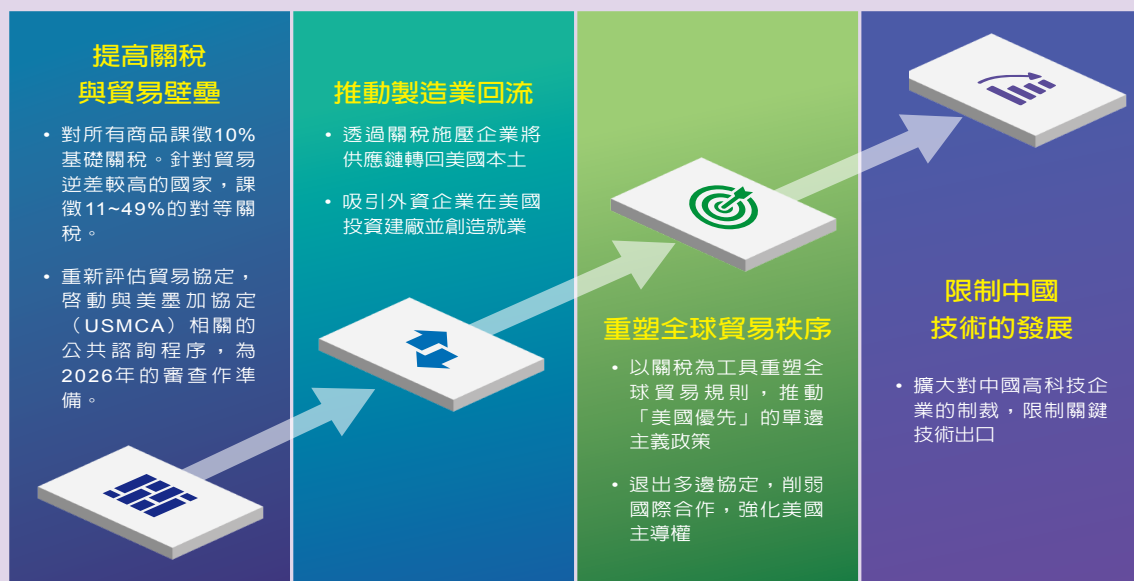 提高關稅
與貿易壁壘
• 對所有商品課徵10%
基礎關稅。針對貿易
逆差較高的國家，課
徵11~49%的對等關
稅。
• 重新評估貿易協定，
啓動與美墨加協定
（USMCA）相關的
公共諮詢程序，為
2026年的審查作準
備。
推動製造業回流
• 透過關稅施壓企業將
供應鏈轉回美國本土
• 吸引外資企業在美國
投資建廠並創造就業
重塑全球貿易秩序
• 以關稅為工具重塑全
球貿易規則，推動
「美國優先」的單邊
主義政策
• 退出多邊協定，削弱
國際合作，強化美國
主導權
限制中國
技術的發展
• 擴大對中國高科技企
業的制裁，限制關鍵
技術出口